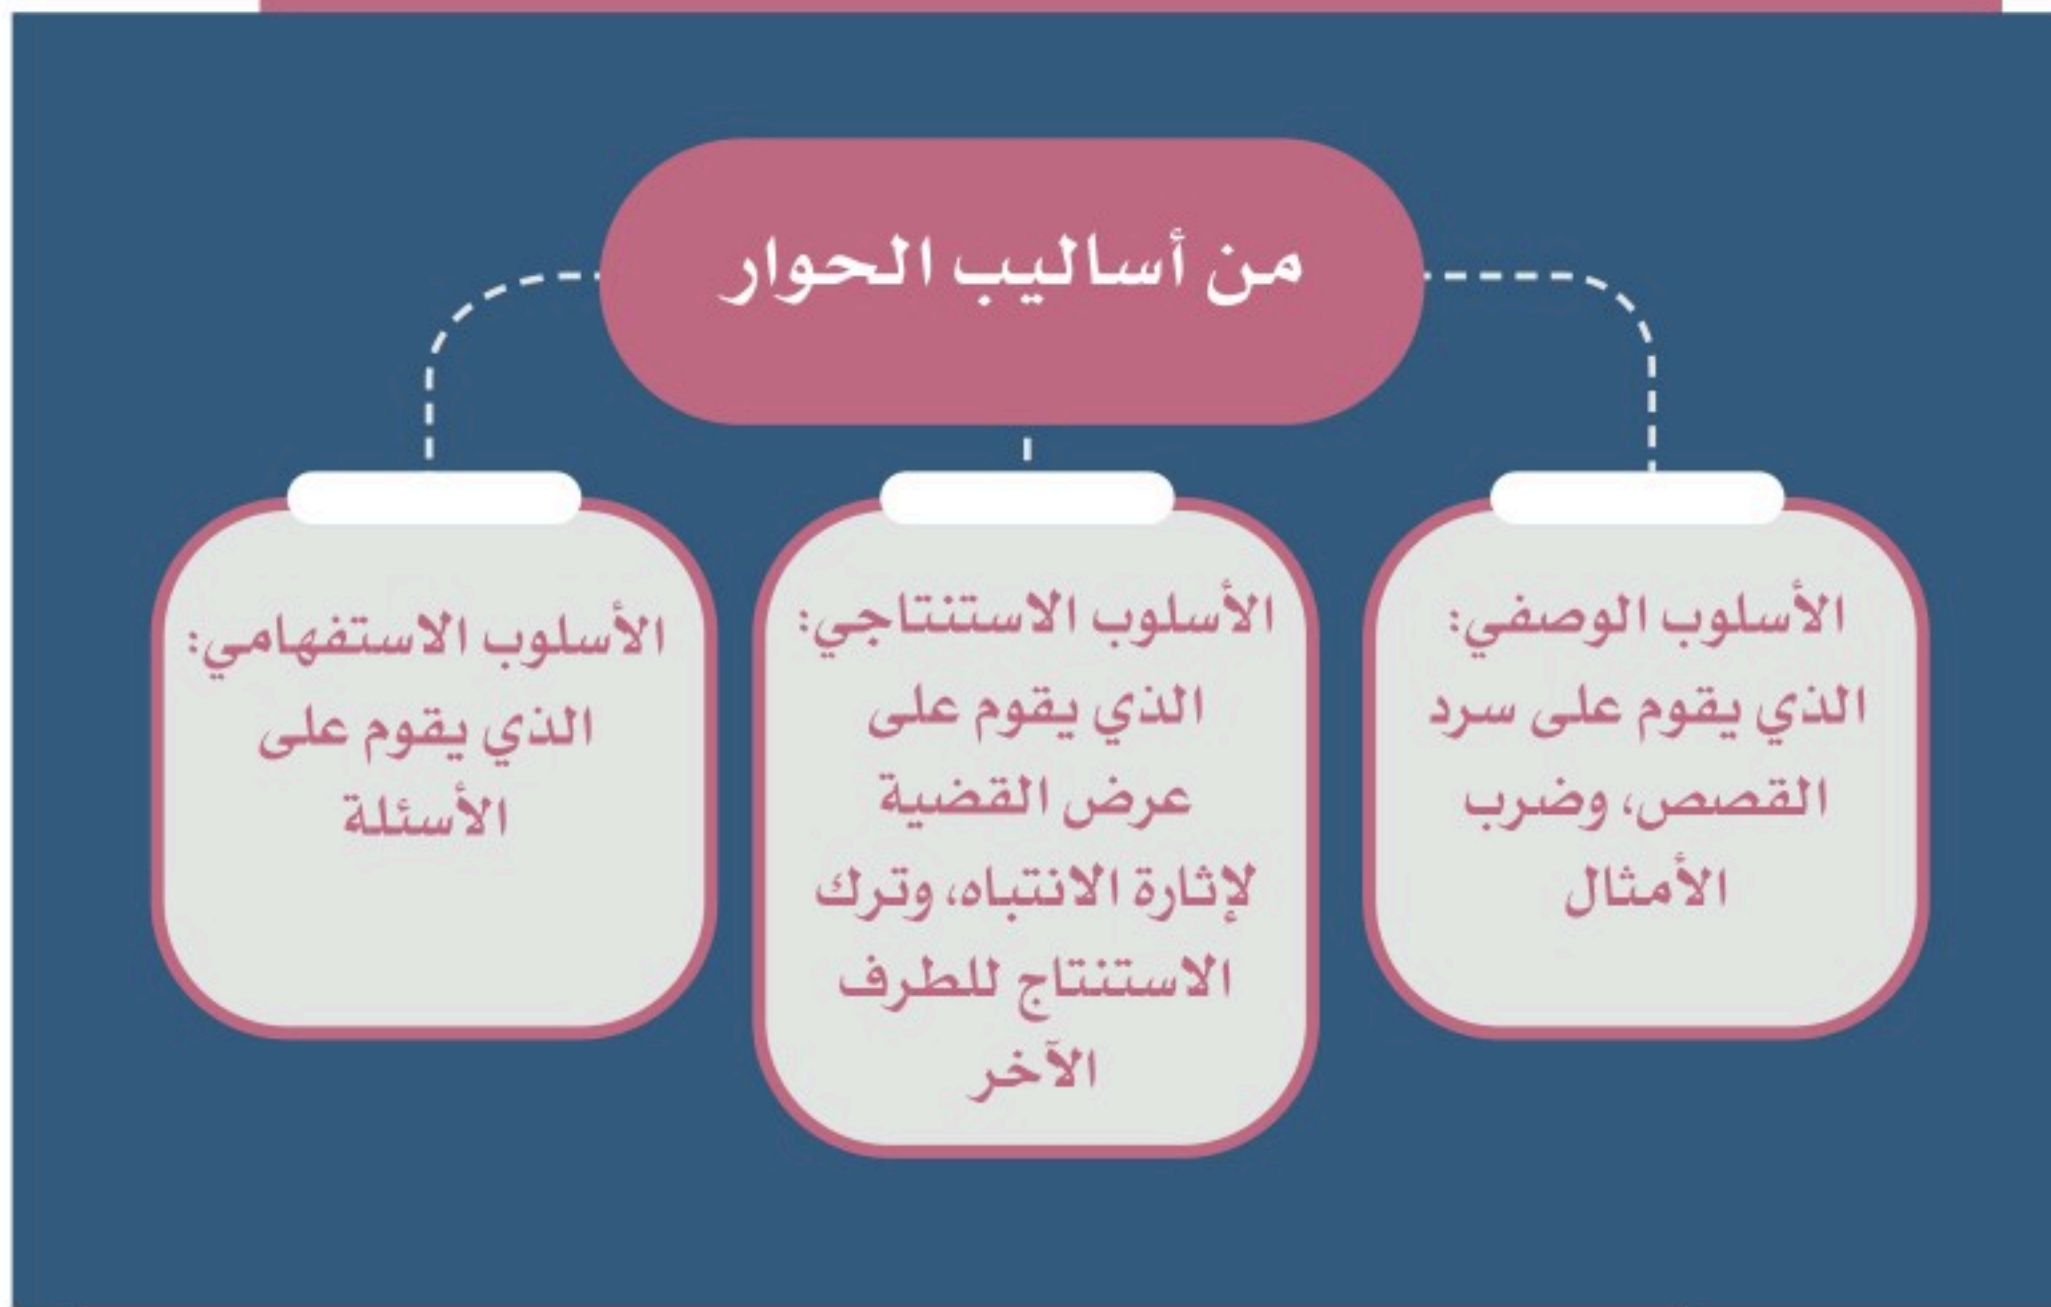 من أساليب الحوار
الأسلوب الوصفي:
الذي يقوم على سرد
القصص، وضرب
الأمثال
الأسلوب الاستنتاجي:
الذي يقوم على
عرض القضية
لإثارة الانتباه، وترك
الاستنتاج للطرف
الآخر
الأسلوب الاستفهامي:
الذي يقوم على
الأسئلة